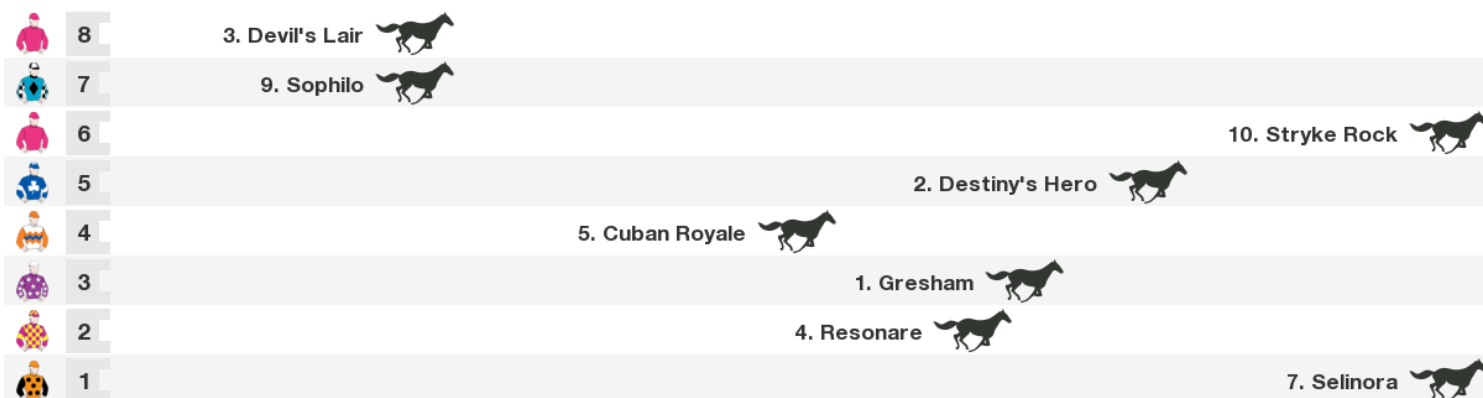 8 3. Devil's Lair
7 9. Sophilo
6 10. Stryke Rock
5 2. Destiny's Hero
4 5. Cuban Royale
3 1. Gresham
2 4. Resonare
1 7. Selinora